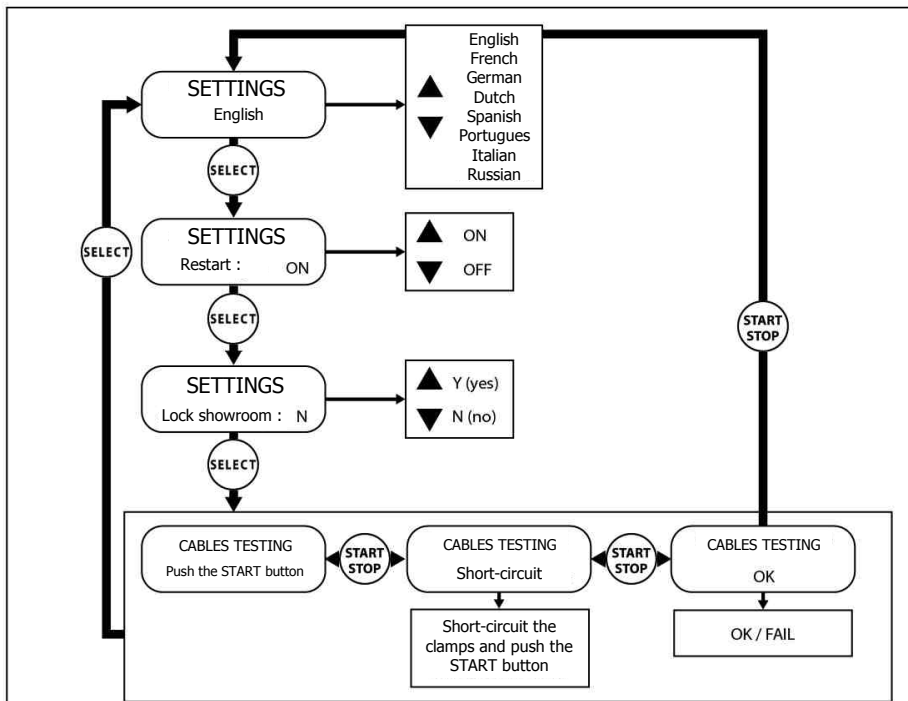 SETTINGS
English
English
French
German
Dutch
Spanish
Portugues
Italian
Russian
SELECT
SELECT
SETTINGS
Restart : ON
ON
OFF
SELECT
START
STOP
SETTINGS
Lock showroom : N
Y (yes)
N (no)
SELECT
CABLES TESTING
Push the START button
START
STOP
CABLES TESTING
Short-circuit
START
STOP
CABLES TESTING
OK
Short-circuit the
clamps and push the
START button
OK / FAIL